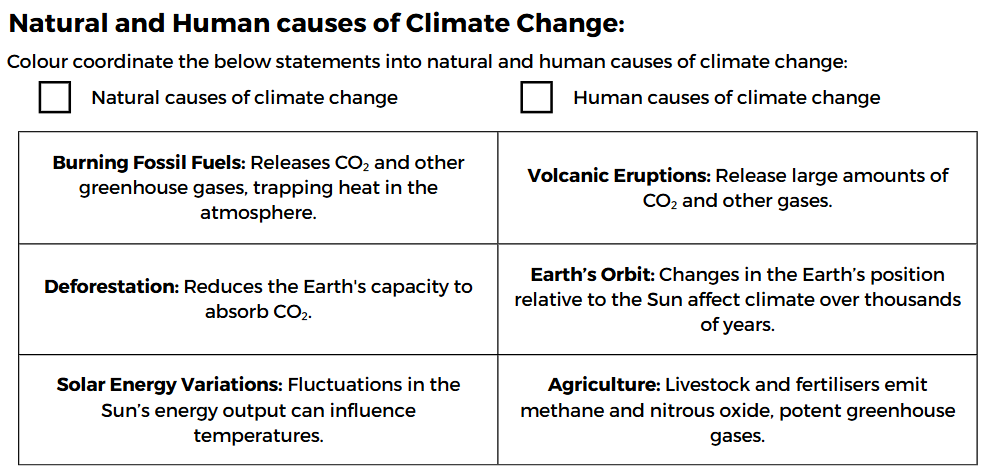 Natural and Human causes of Climate Change:
Colour coordinate the below statements into natural and human causes of climate change:
Natural causes of climate change
Human causes of climate change
Burning Fossil Fuels: Releases CO₂ and other
greenhouse gases, trapping heat in the
atmosphere.
Volcanic Eruptions: Release large amounts of
CO₂ and other gases.
Deforestation: Reduces the Earth's capacity to
absorb CO₂.
Earth’s Orbit: Changes in the Earth’s position
relative to the Sun affect climate over thousands
of years.
Solar Energy Variations: Fluctuations in the
Sun’s energy output can influence
temperatures.
Agriculture: Livestock and fertilisers emit
methane and nitrous oxide, potent greenhouse
gases.